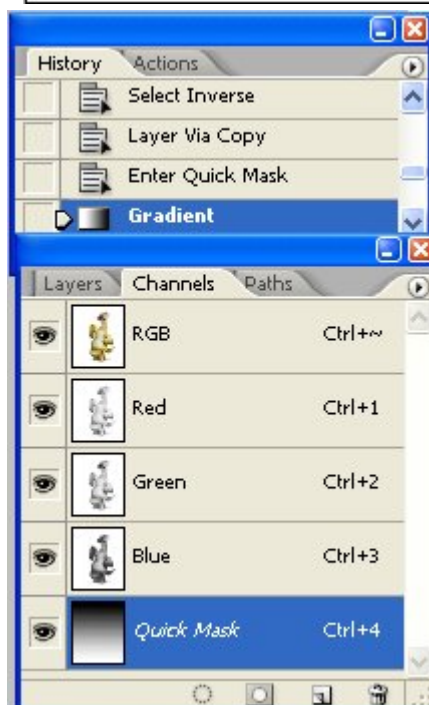 History Actions
Select Inverse
Layer Via Copy
Enter Quick Mask
Gradient
Layers Channels Paths
RGB Ctrl+~
Red Ctrl+1
Green Ctrl+2
Blue Ctrl+3
Quick Mask Ctrl+4